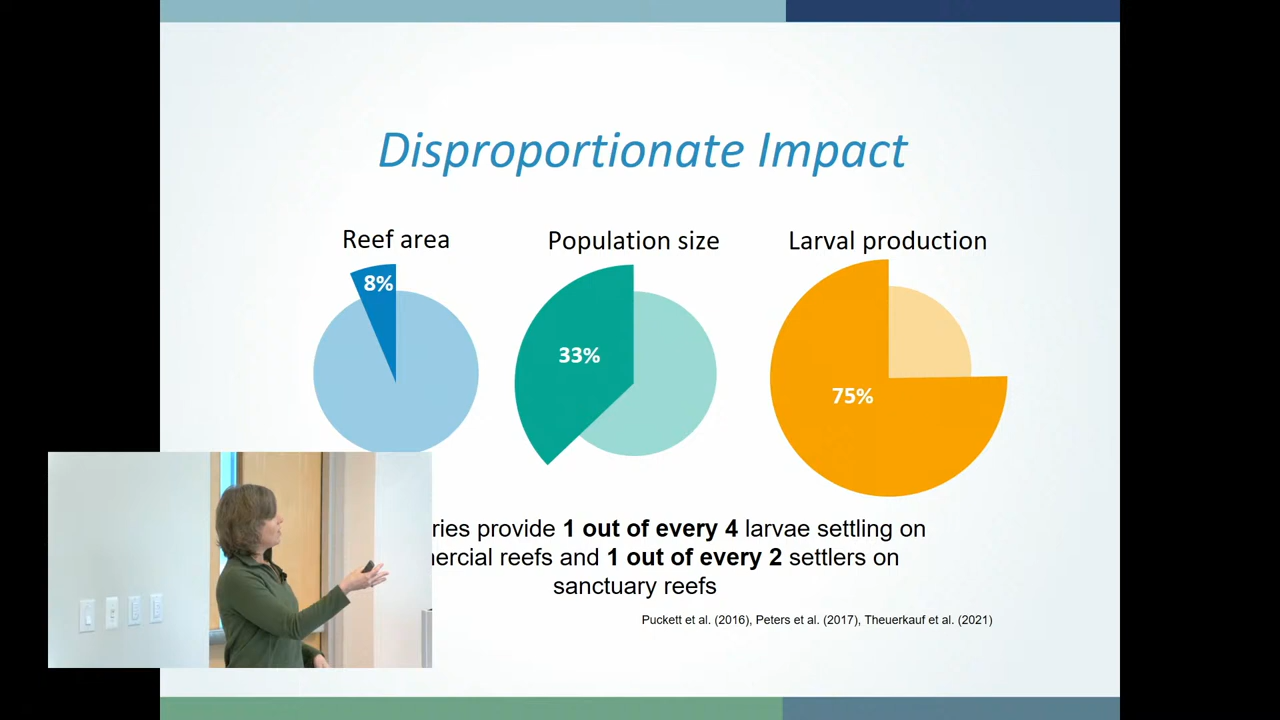 Disproportionate Impact
Reef area
Population size
Larval production
8%
33%
75%
ries provide 1 out of every 4 larvae settling on
ercial reefs and 1 out of every 2 settlers on
sanctuary reefs
Puckett et al. (2016), Peters et al. (2017), Theuerkauf et al. (2021)